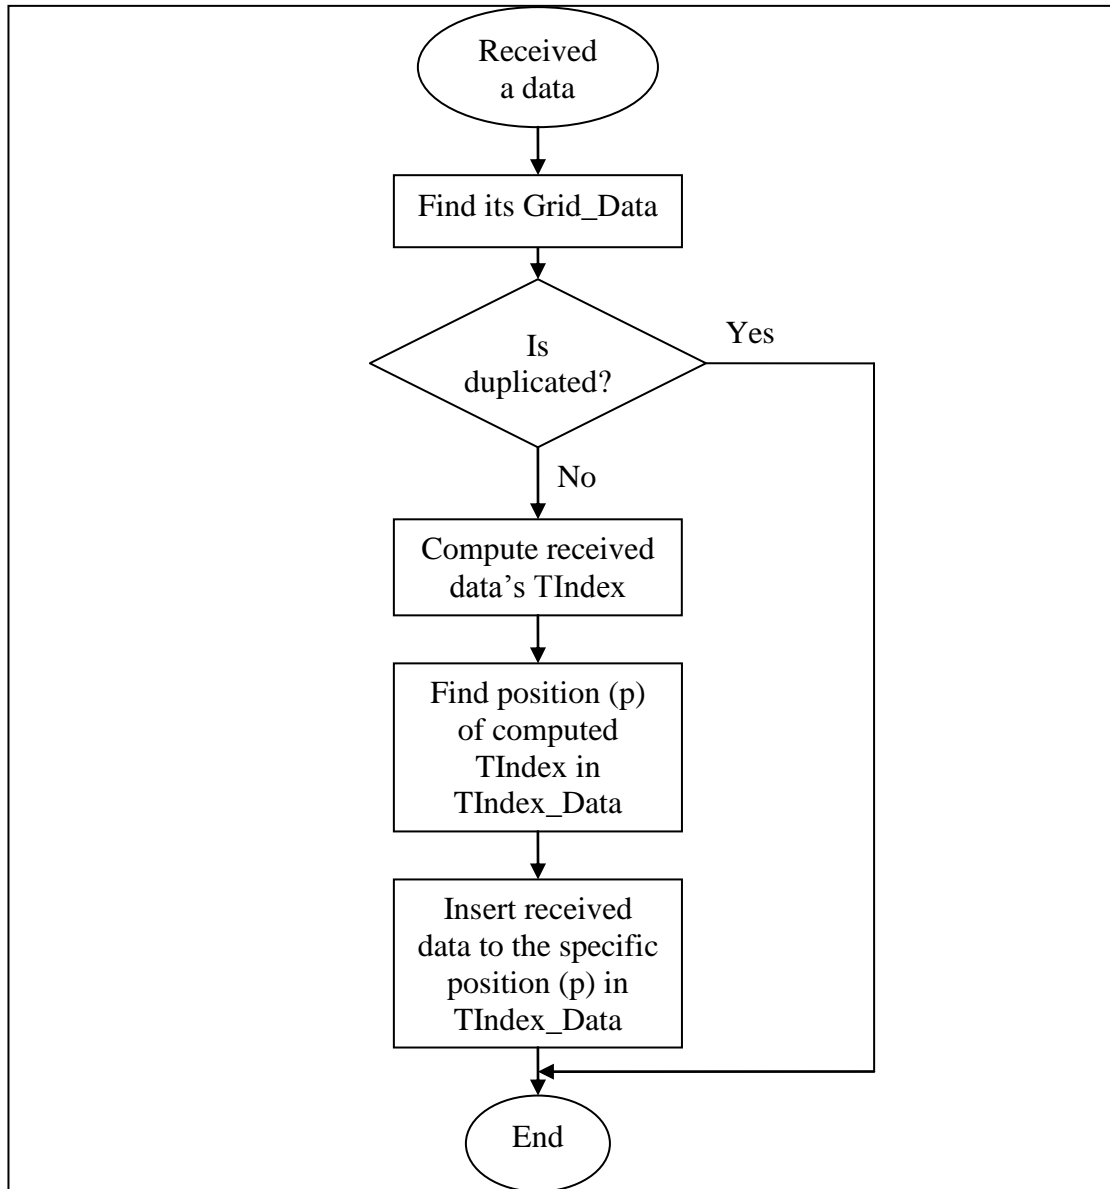 Received
a data
Find its Grid_Data
Is
duplicated?
Yes
No
Compute received
data’s TIndex
Find position (p)
of computed
TIndex in
TIndex_Data
Insert received
data to the specific
position (p) in
TIndex_Data
End